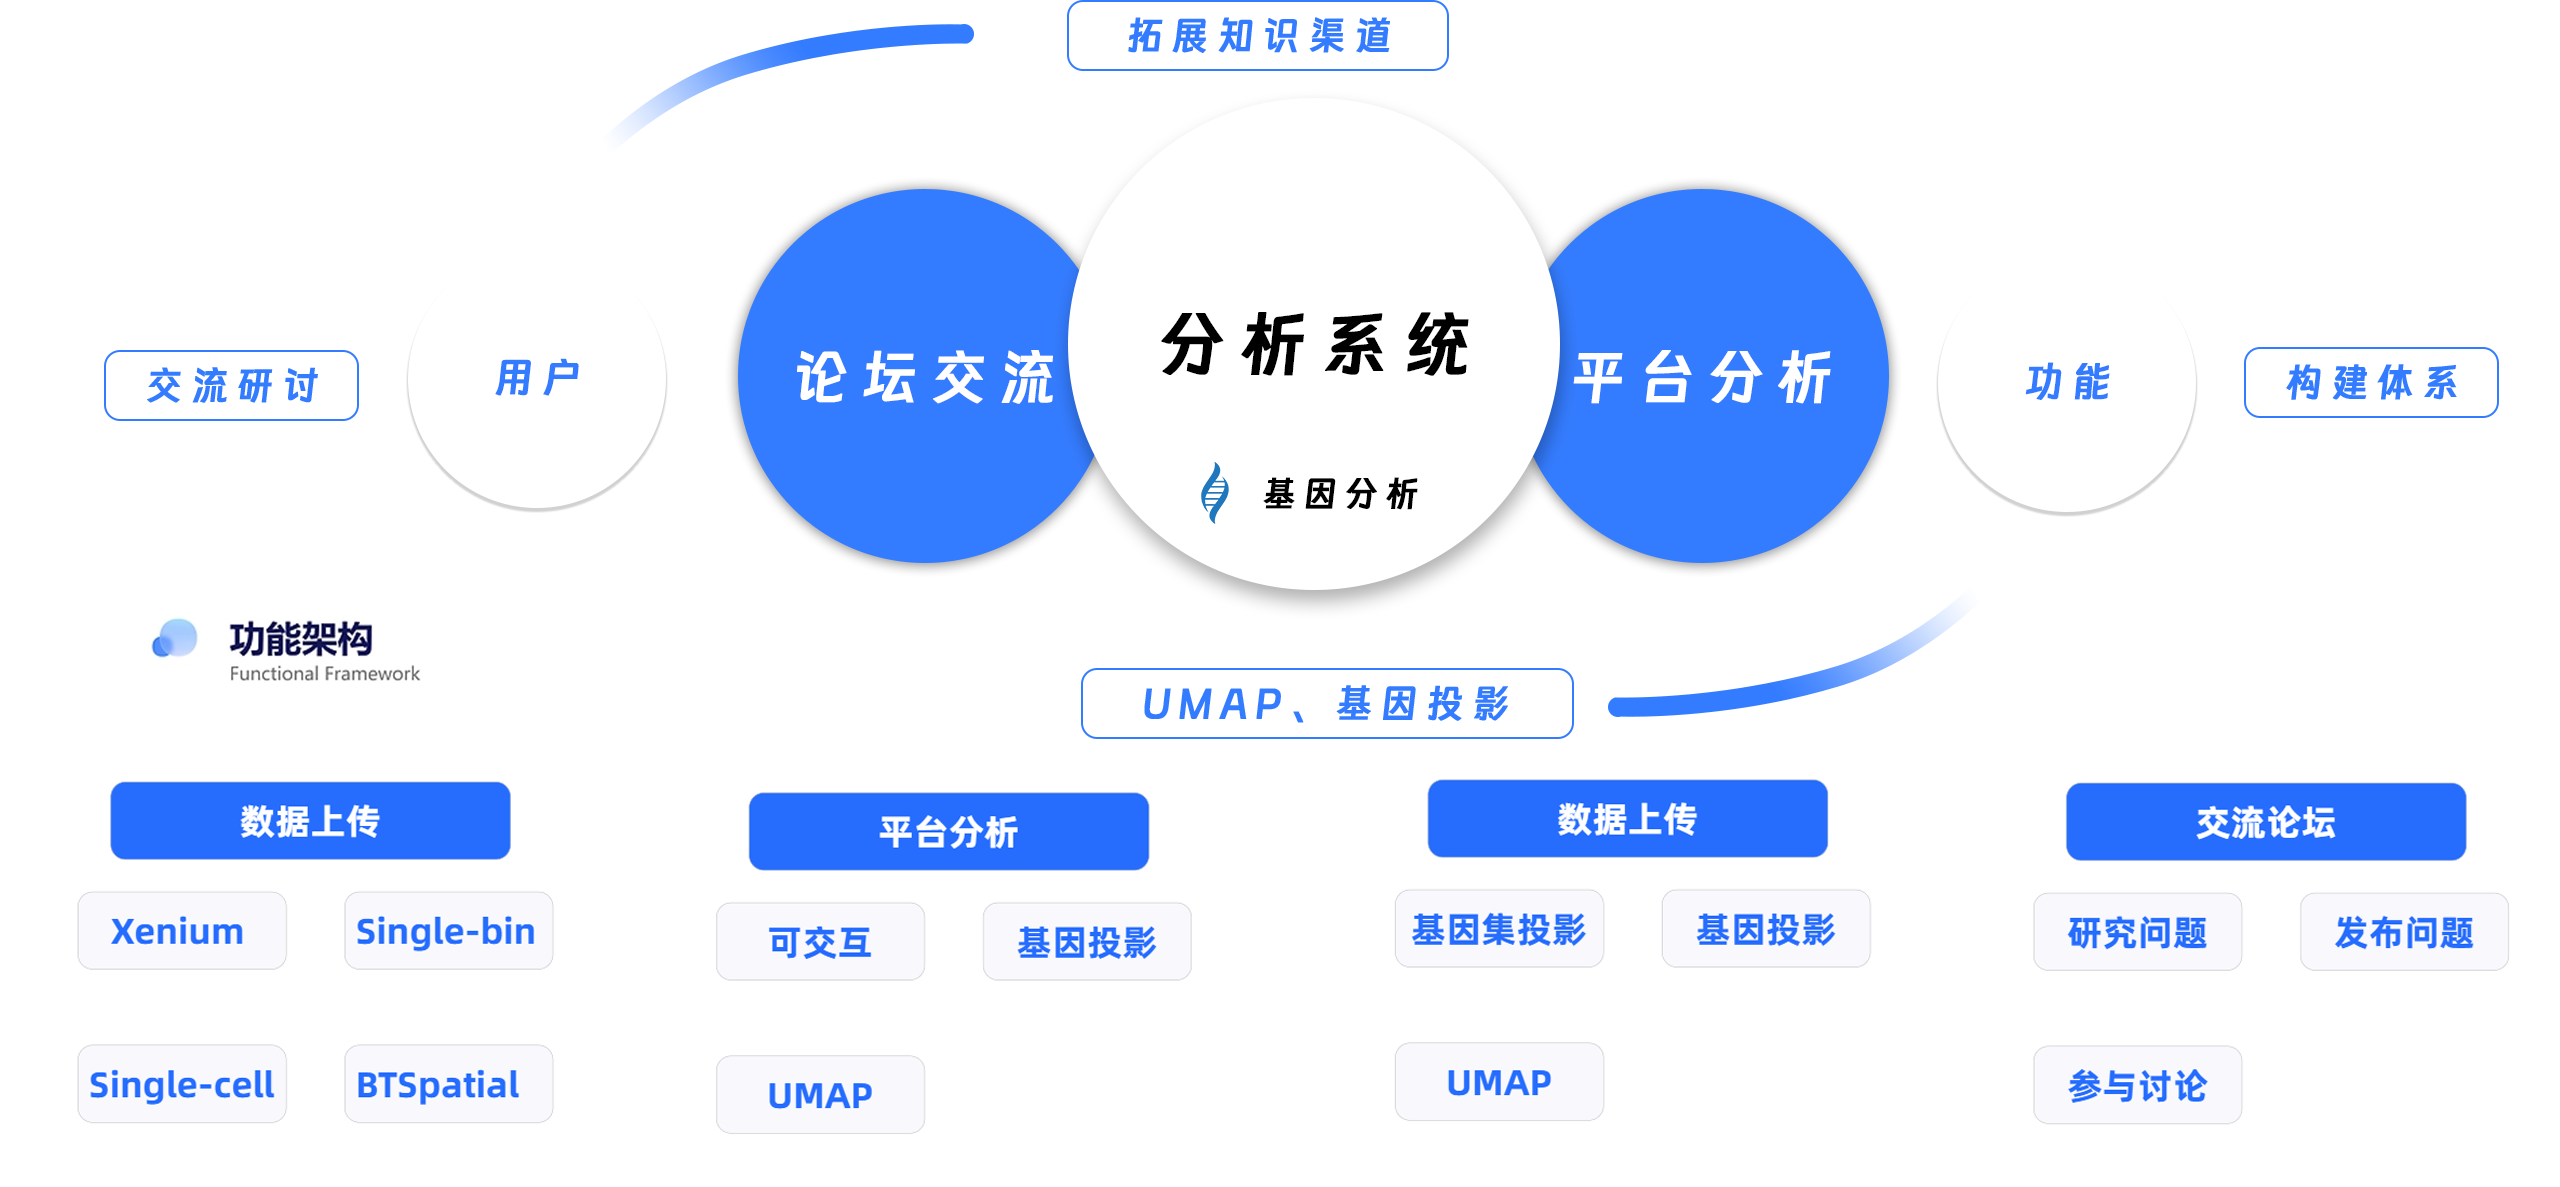 拓展知识渠道
交流研讨
用户
论坛交流
分析系统
基因分析
平台分析
功能
构建体系
功能架构
Functional Framework
UMAP、基因投影
数据上传
Xenium
Single-bin
Single-cell
BTSpatial
平台分析
可交互
基因投影
UMAP
数据上传
基因集投影
基因投影
UMAP
交流论坛
研究问题
发布问题
参与讨论